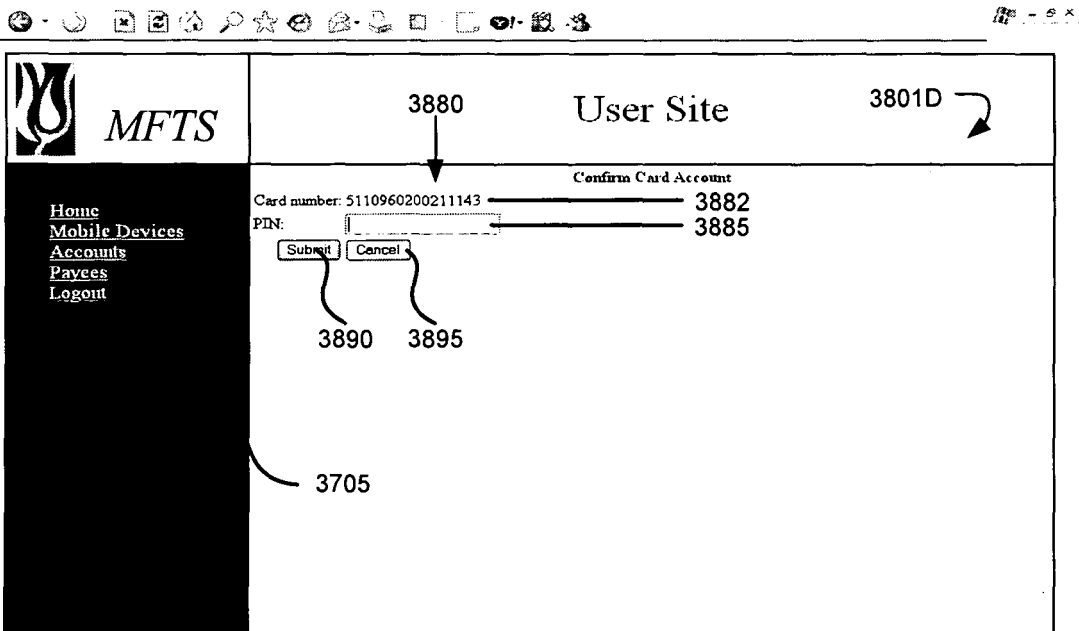 MFTS
3880
User Site
3801D
Confirm Card Account
Card number: 5110960200211143
3882
PIN:
3885
Submit
Cancel
3890
3895
Home
Mobile Devices
Accounts
Payees
Logout
3705